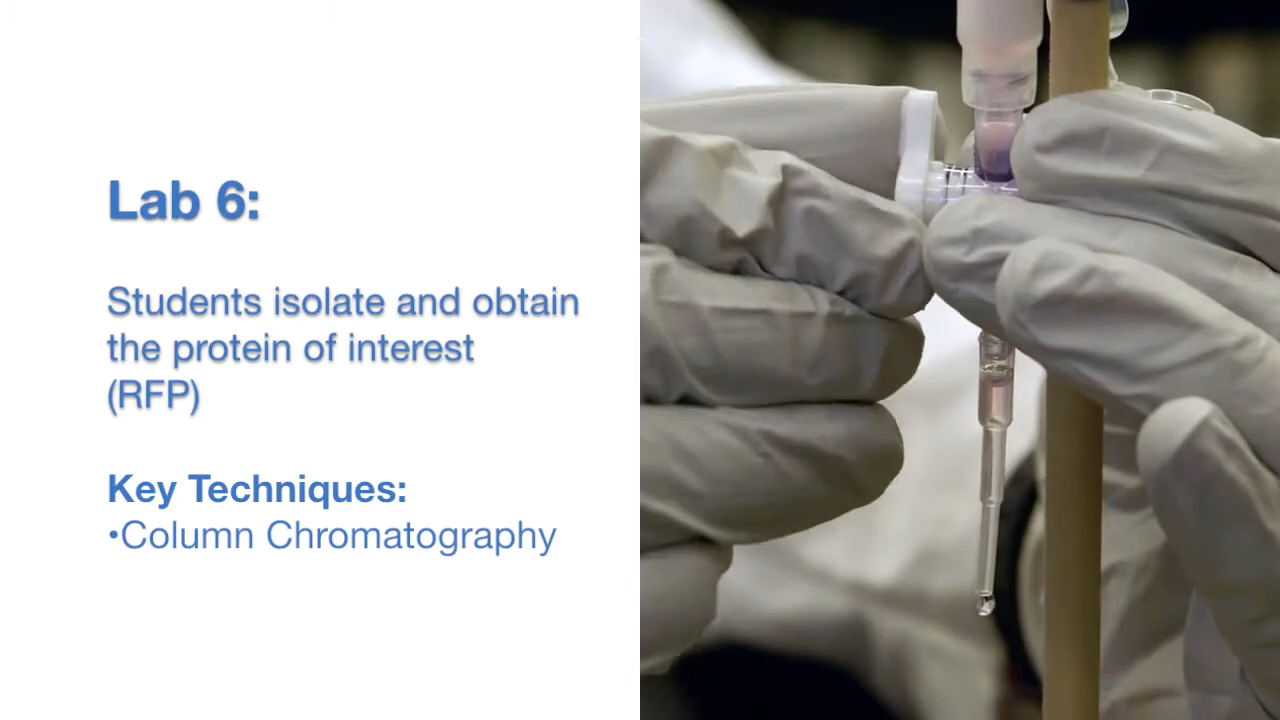 Lab 6:
Students isolate and obtain
the protein of interest
(RFP)
Key Techniques:
•Column Chromatography